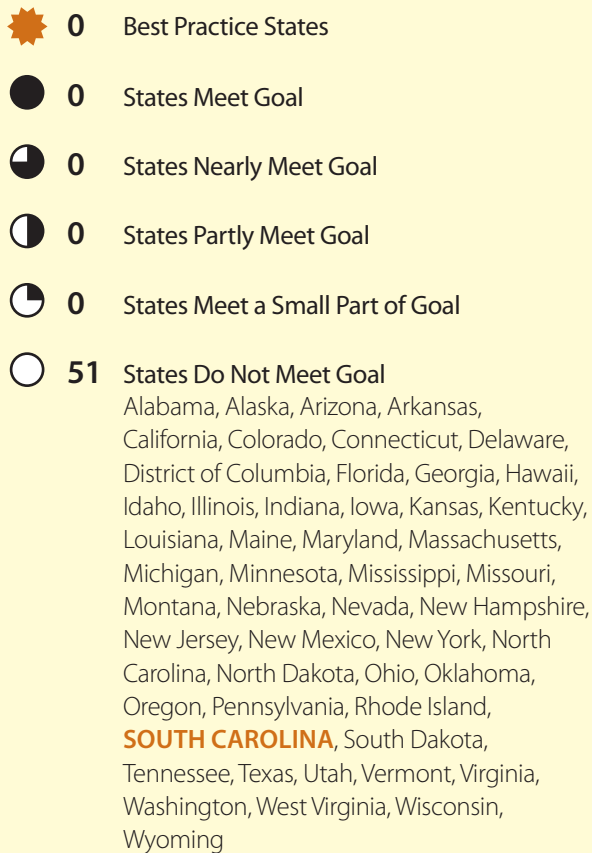 0 Best Practice States
0 States Meet Goal
0 States Nearly Meet Goal
0 States Partly Meet Goal
0 States Meet a Small Part of Goal
51 States Do Not Meet Goal
Alabama, Alaska, Arizona, Arkansas,
California, Colorado, Connecticut, Delaware,
District of Columbia, Florida, Georgia, Hawaii,
Idaho, Illinois, Indiana, Iowa, Kansas, Kentucky,
Louisiana, Maine, Maryland, Massachusetts,
Michigan, Minnesota, Mississippi, Missouri,
Montana, Nebraska, Nevada, New Hampshire,
New Jersey, New Mexico, New York, North
Carolina, North Dakota, Ohio, Oklahoma,
Oregon, Pennsylvania, Rhode Island,
SOUTH CAROLINA, South Dakota,
Tennessee, Texas, Utah, Vermont, Virginia,
Washington, West Virginia, Wisconsin,
Wyoming